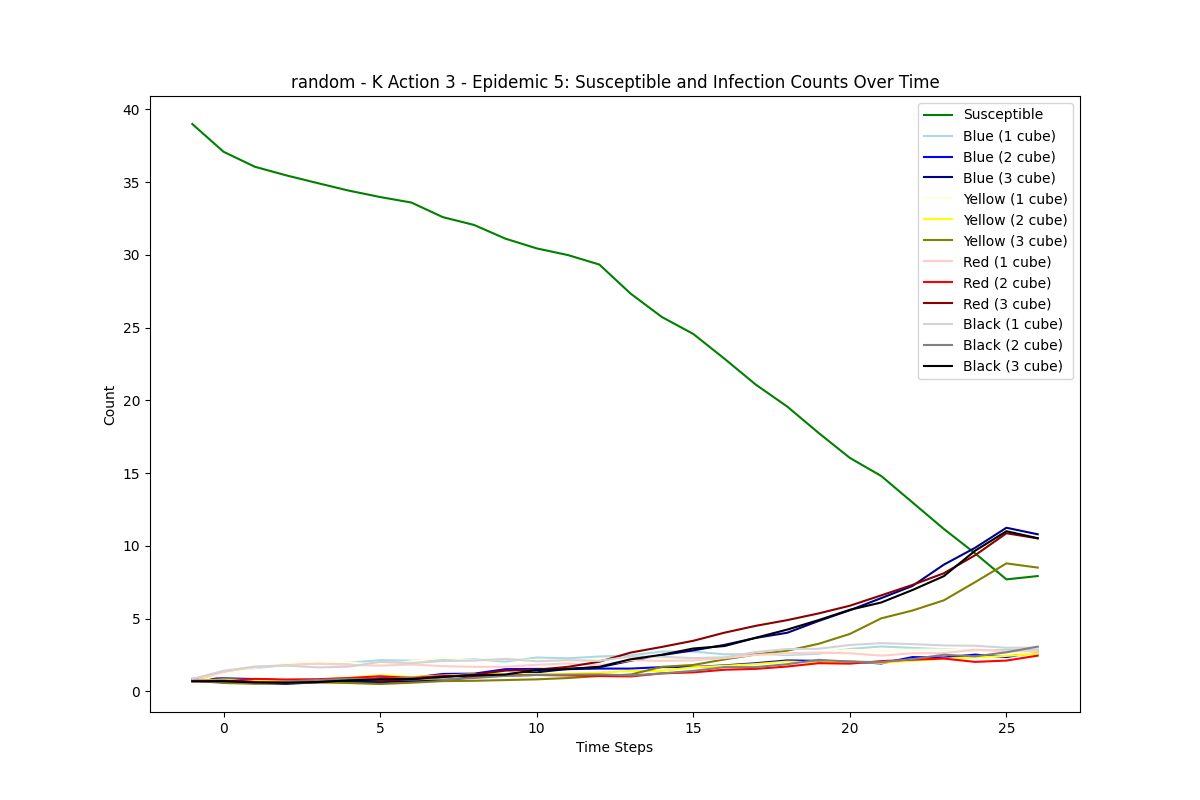 random - K Action 3 - Epidemic 5: Susceptible and Infection Counts Over Time
40
35
30
25
20
15
10
5
0
Count
0 5 10 15 20 25
Time Steps
Susceptible
Blue (1 cube)
Blue (2 cube)
Blue (3 cube)
Yellow (1 cube)
Yellow (2 cube)
Yellow (3 cube)
Red (1 cube)
Red (2 cube)
Red (3 cube)
Black (1 cube)
Black (2 cube)
Black (3 cube)